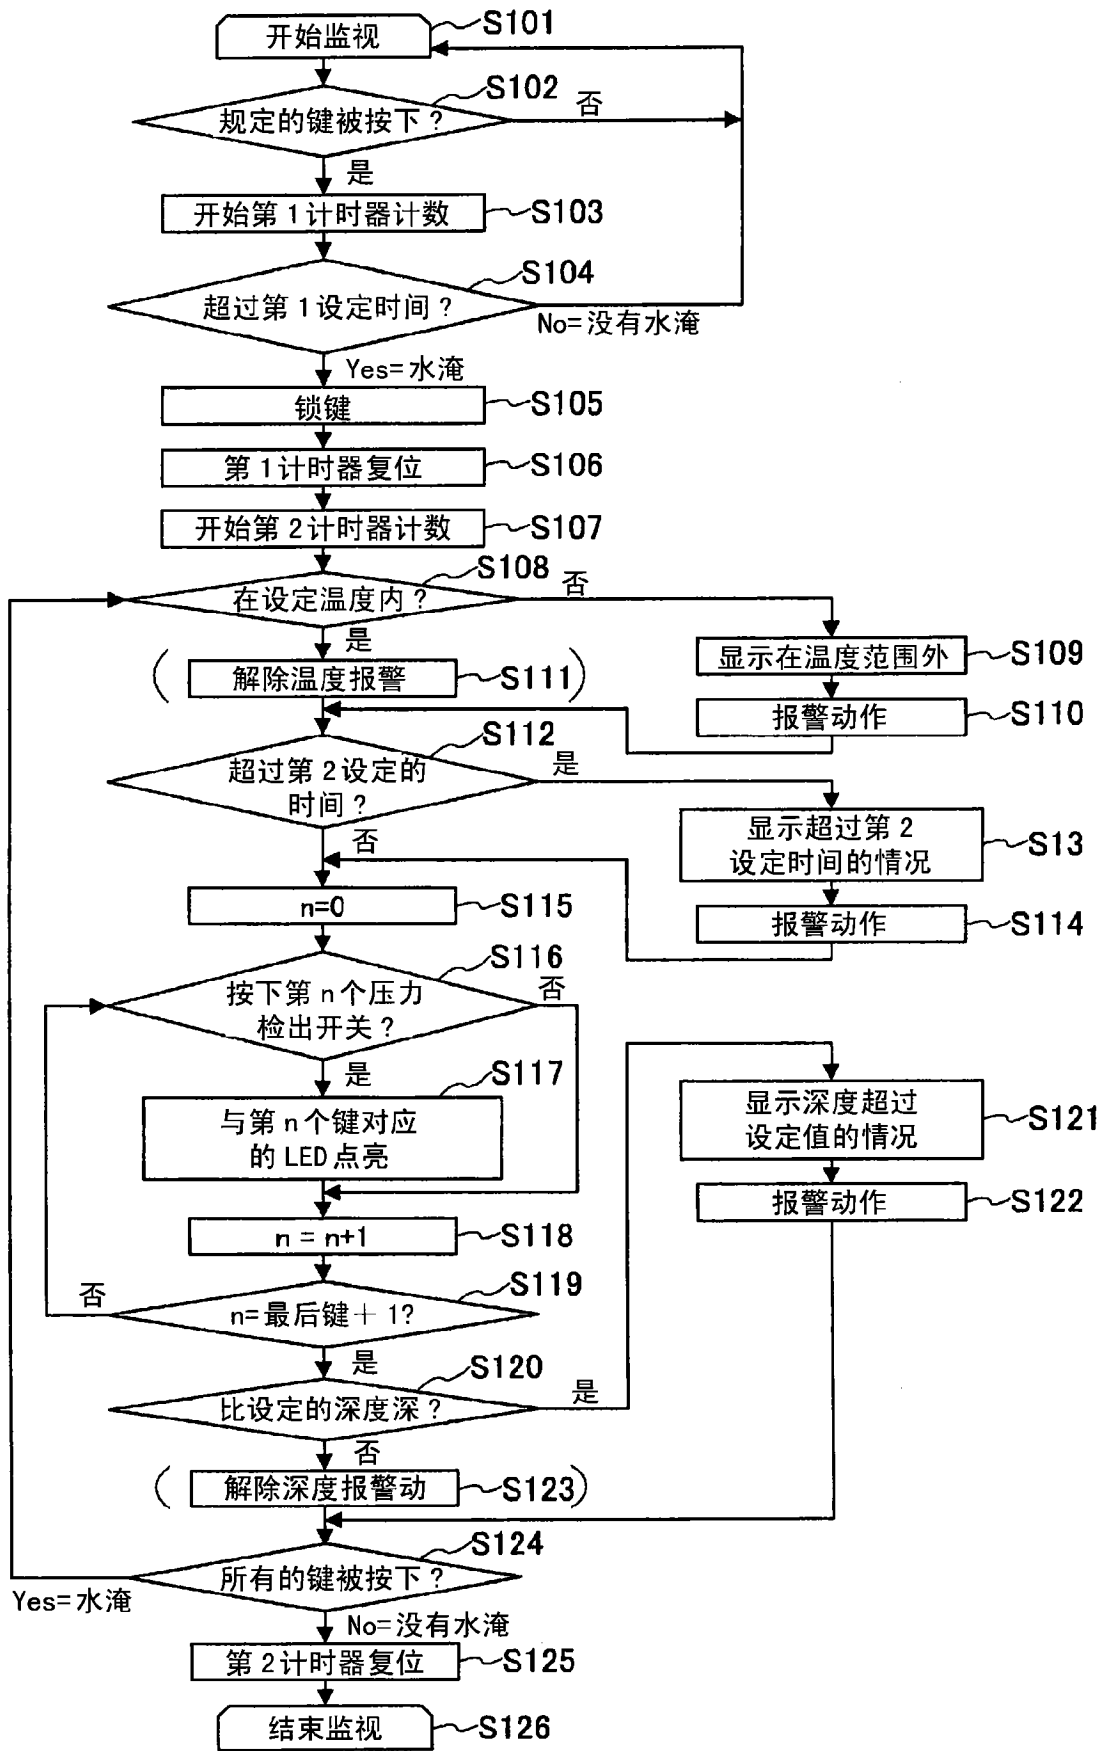 开始监视
S101
规定的键被按下?
S102
否
是
开始第1计时器计数
S103
超过第1设定时间?
S104
No=没有水淹
Yes=水淹
锁键
S105
第1计时器复位
S106
开始第2计时器计数
S107
在设定温度内?
S108
否
是
显示在温度范围外
S109
报警动作
S110
( 解除温度报警 S111 )
超过第2设定的
时间?
S112
是
否
显示超过第2
设定时间的情况
S13
报警动作
S114
n=0
S115
按下第n个压力
检出开关?
S116
否
是
与第n个键对应
的LED点亮
S117
n = n+1
S118
n=最后键+1?
S119
否
是
比设定的深度深?
S120
是
否
显示深度超过
设定值的情况
S121
报警动作
S122
( 解除深度报警动 S123 )
所有的键被按下?
S124
Yes=水淹
No=没有水淹
第2计时器复位
S125
结束监视
S126